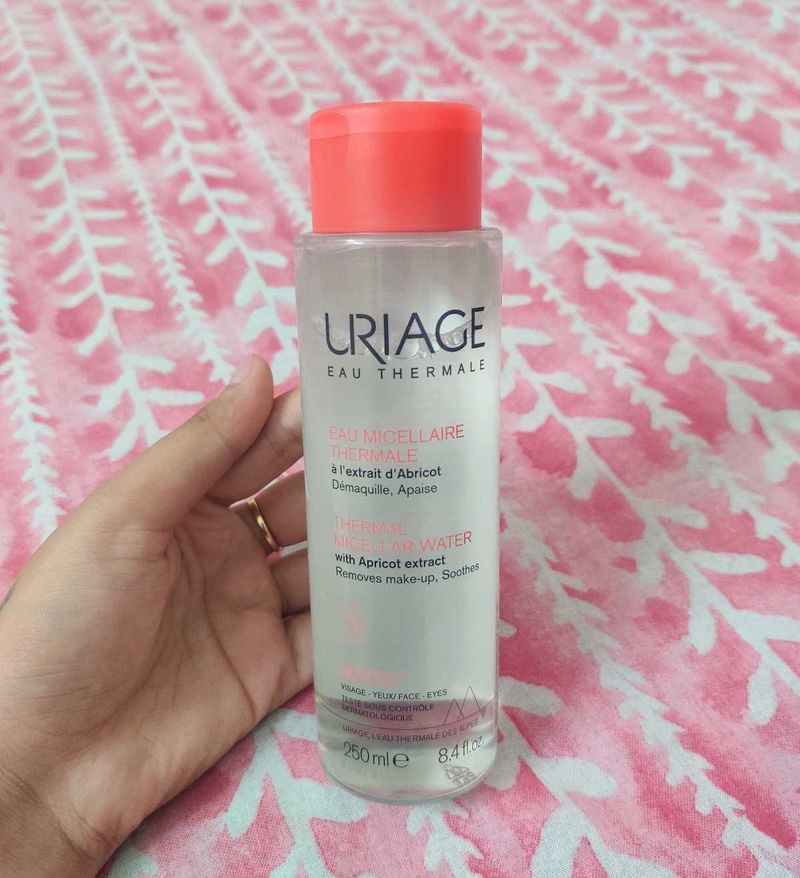 URIAGE
EAU THERMALE
EAU MICELLAIRE
THERMALE
à l'extrait d'Abricot
Démaquille, Apaise
THERMAL
MICELLAR WATER
with Apricot extract
Removes make-up, Soothes
VISAGE - YEUX/ FACE - EYES
TESTÉ SOUS CONTRÔLE
DERMATOLOGIQUE
URIAGE, L'EAU THERMALE DES ALPES
250 ml e 8.4 fl.oz.